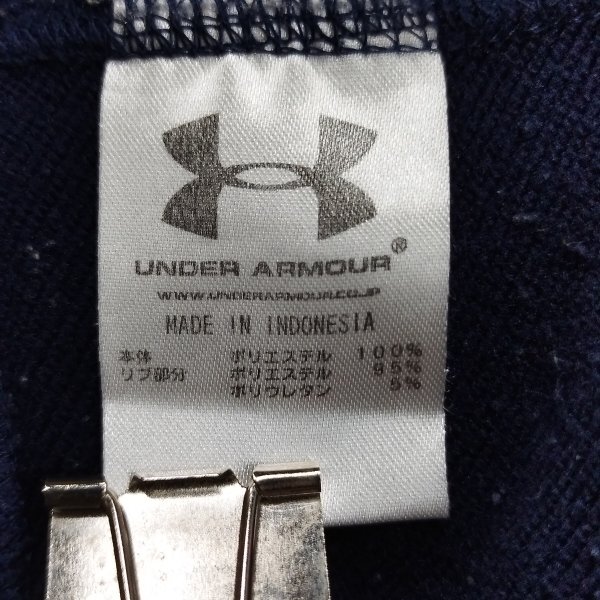 UNDER ARMOUR®
WWW.UNDERARMOUR.CO.JP
MADE IN INDONESIA
本体 ポリエステル 100%
リブ部分 ポリエステル 95%
ポリウレタン 5%